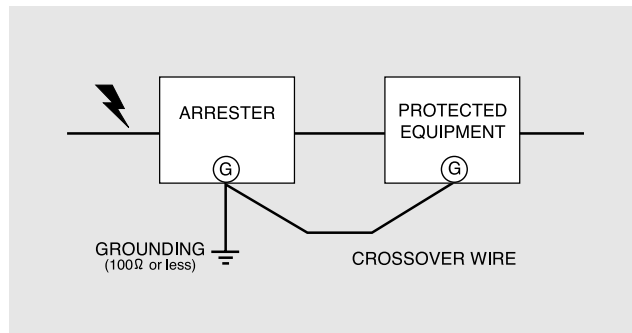 ARRESTER
PROTECTED
EQUIPMENT
G
G
GROUNDING
(100Ω or less)
CROSSOVER WIRE